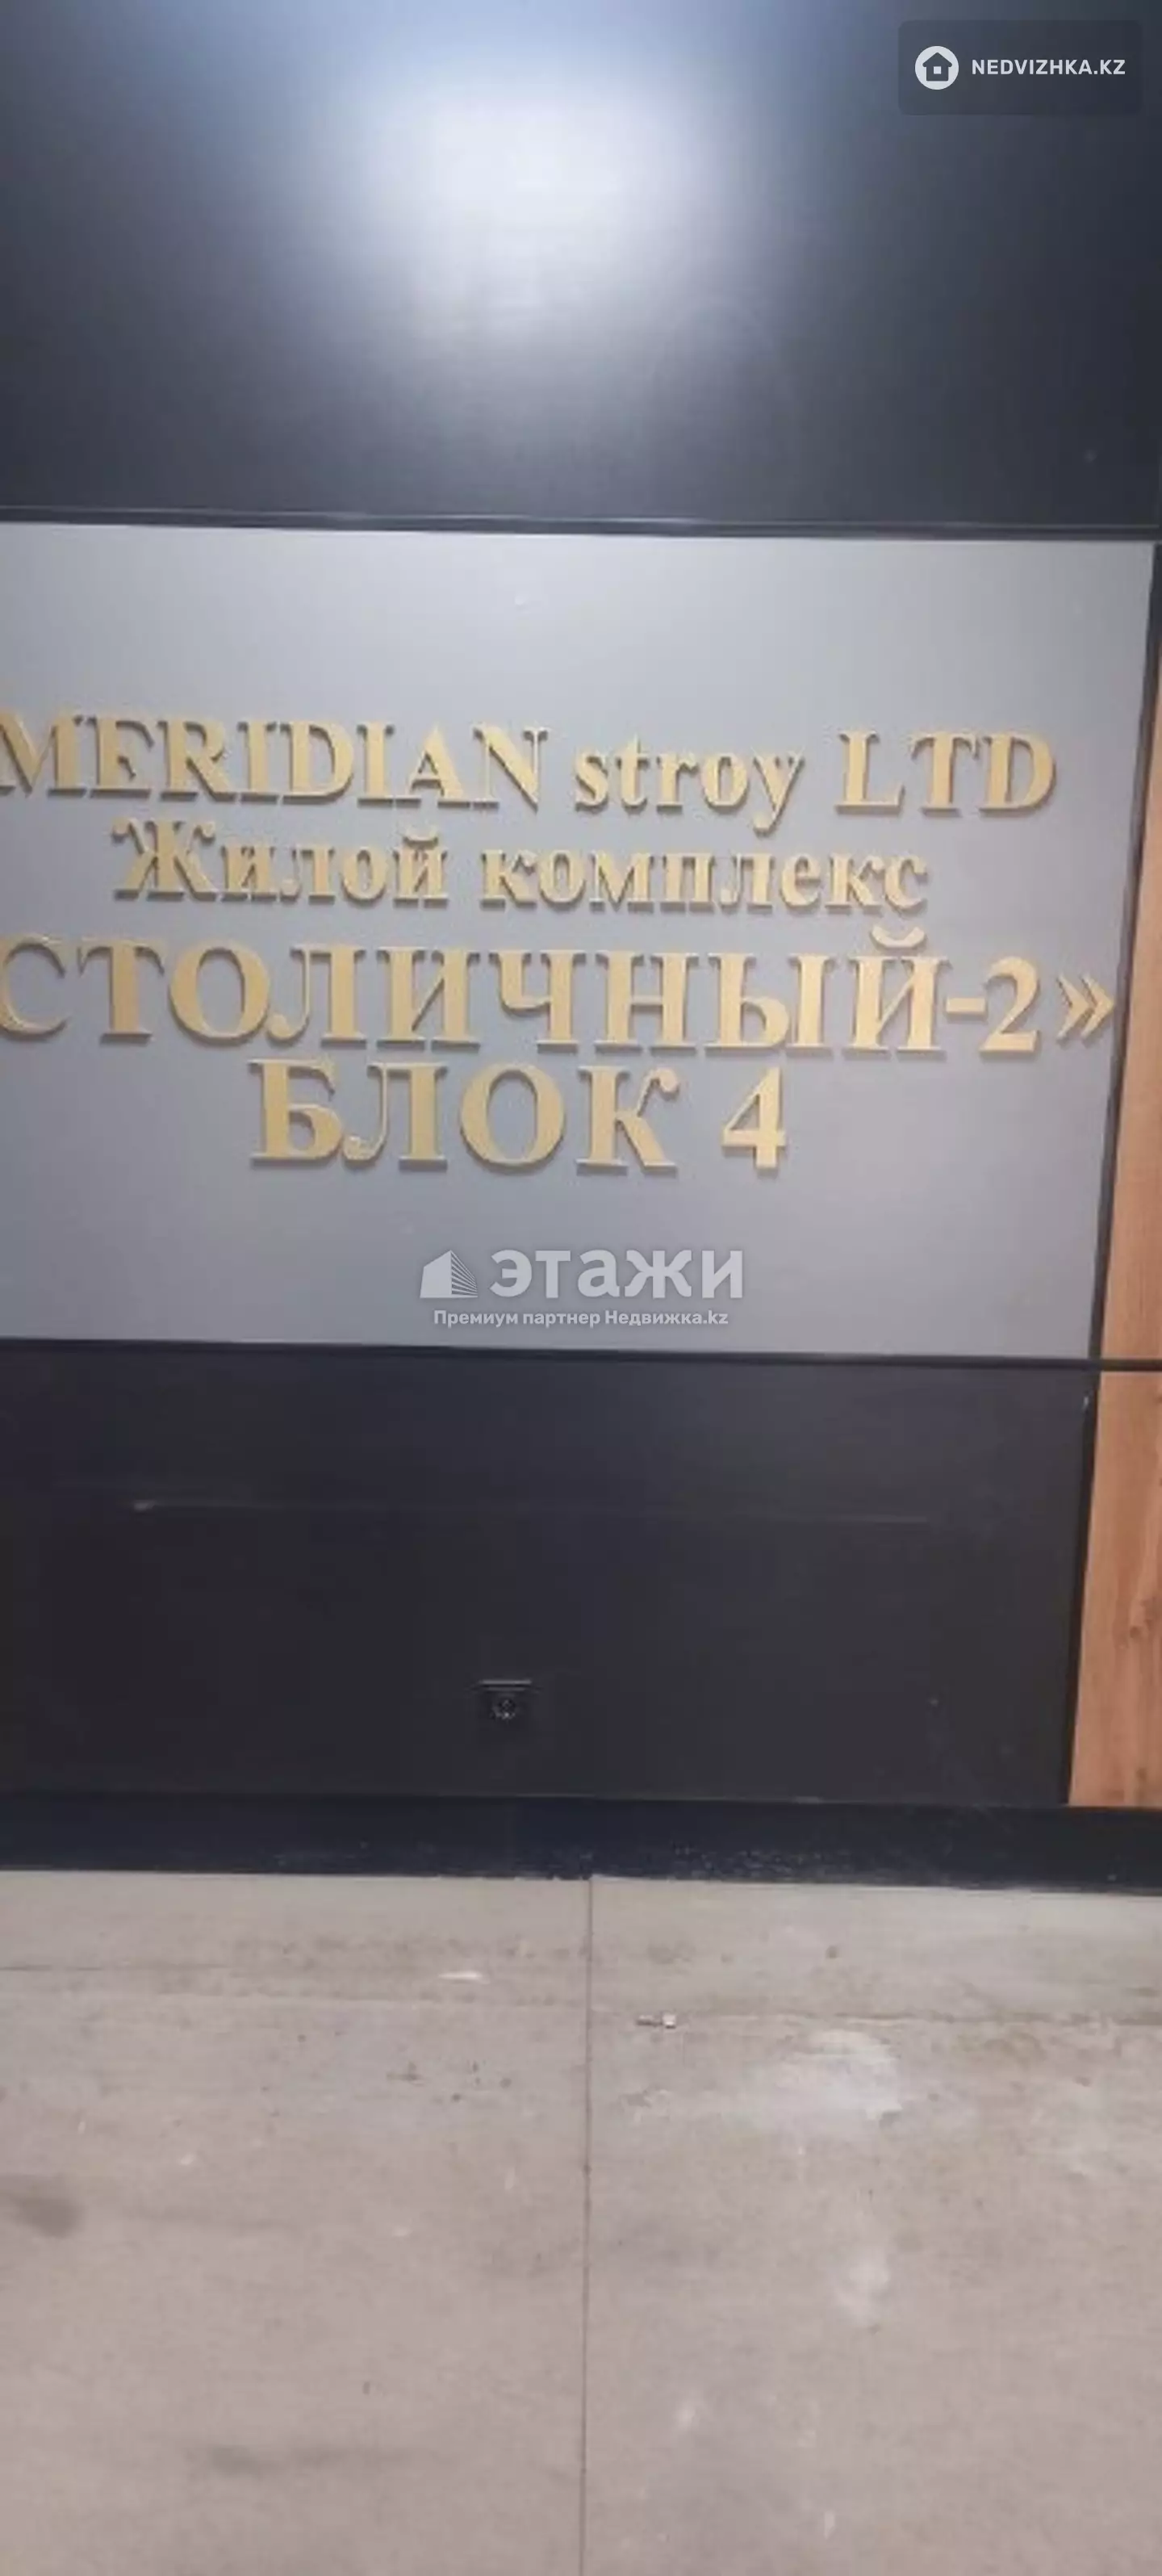 NEDVIZHKA.KZ
MERIDIAN stroy LTD
Жилой комплекс
СТОЛИЧНЫЙ-2»
БЛОК 4
этажи
Премиум партнер Недвижка.kz